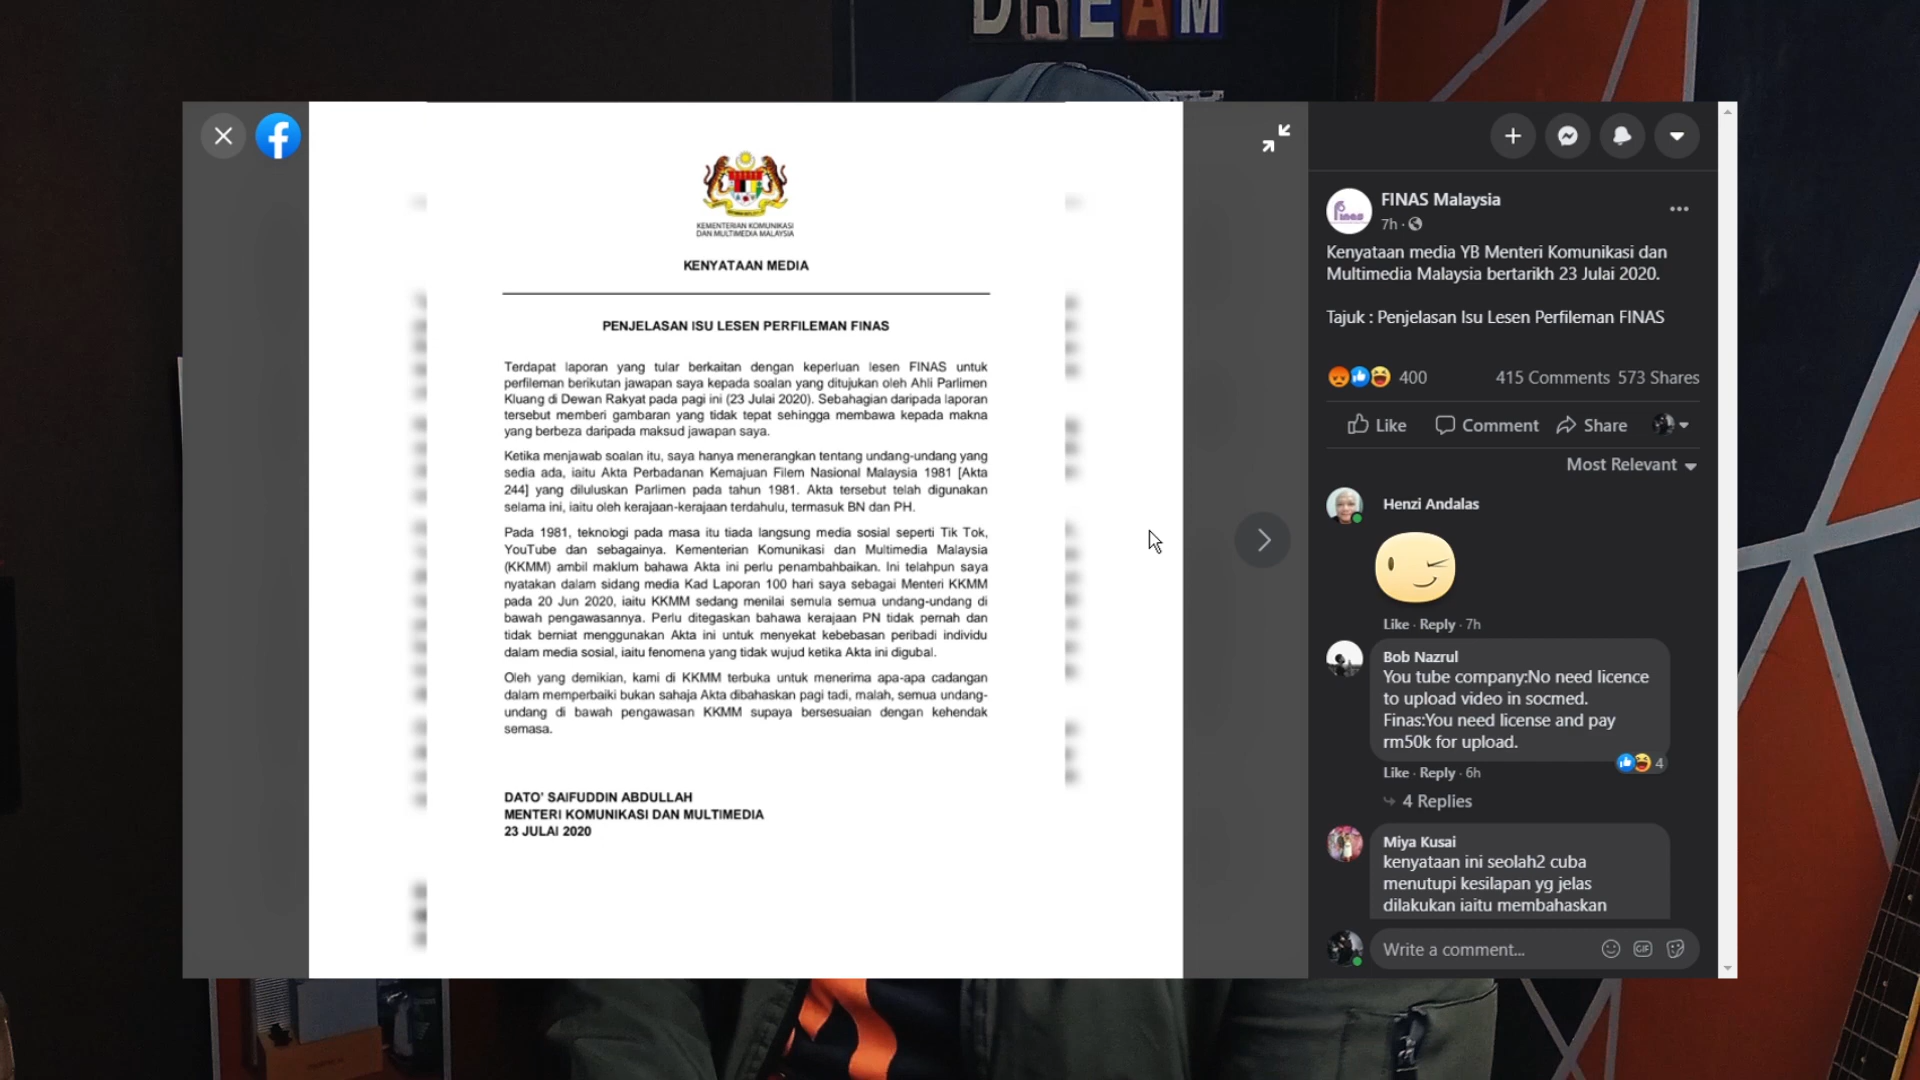 DREAM
KEMENTERIAN KOMUNIKASI
DAN MULTIMEDIA MALAYSIA
KENYATAAN MEDIA
PENJELASAN ISU LESEN PERFILEMAN FINAS
Terdapat laporan yang tular berkaitan dengan keperluan lesen FINAS untuk
perfileman berikutan jawapan saya kepada soalan yang ditujukan oleh Ahli Parlimen
Kluang di Dewan Rakyat pada pagi ini (23 Julai 2020). Sebahagian daripada laporan
tersebut memberi gambaran yang tidak tepat sehingga membawa kepada makna
yang berbeza daripada maksud jawapan saya.
Ketika menjawab soalan itu, saya hanya menerangkan tentang undang-undang yang
sedia ada, iaitu Akta Perbadanan Kemajuan Filem Nasional Malaysia 1981 [Akta
244] yang diluluskan Parlimen pada tahun 1981. Akta tersebut telah digunakan
selama ini, iaitu oleh kerajaan-kerajaan terdahulu, termasuk BN dan PH.
Pada 1981, teknologi pada masa itu tiada langsung media sosial seperti Tik Tok,
YouTube dan sebagainya. Kementerian Komunikasi dan Multimedia Malaysia
(KKMM) ambil maklum bahawa Akta ini perlu penambahbaikan. Ini telahpun saya
nyatakan dalam sidang media Kad Laporan 100 hari saya sebagai Menteri KKMM
pada 20 Jun 2020, iaitu KKMM sedang menilai semula semua undang-undang di
bawah pengawasannya. Perlu ditegaskan bahawa kerajaan PN tidak pernah dan
tidak berniat menggunakan Akta ini untuk menyekat kebebasan peribadi individu
dalam media sosial, iaitu fenomena yang tidak wujud ketika Akta ini digubal.
Oleh yang demikian, kami di KKMM terbuka untuk menerima apa-apa cadangan
dalam memperbaiki bukan sahaja Akta dibahaskan pagi tadi, malah, semua undang-
undang di bawah pengawasan KKMM supaya bersesuaian dengan kehendak
semasa.
DATO' SAIFUDDIN ABDULLAH
MENTERI KOMUNIKASI DAN MULTIMEDIA
23 JULAI 2020
Finas
FINAS Malaysia
7h ·
Kenyataan media YB Menteri Komunikasi dan
Multimedia Malaysia bertarikh 23 Julai 2020.
Tajuk : Penjelasan Isu Lesen Perfileman FINAS
400 415 Comments 573 Shares
Like Comment Share
Most Relevant
Henzi Andalas
Like · Reply · 7h
Bob Nazrul
You tube company:No need licence
to upload video in socmed.
Finas:You need license and pay
rm50k for upload.
4
Like · Reply · 6h
4 Replies
Miya Kusai
kenyataan ini seolah2 cuba
menutupi kesilapan yg jelas
dilakukan iaitu membahaskan
Write a comment...
GIF